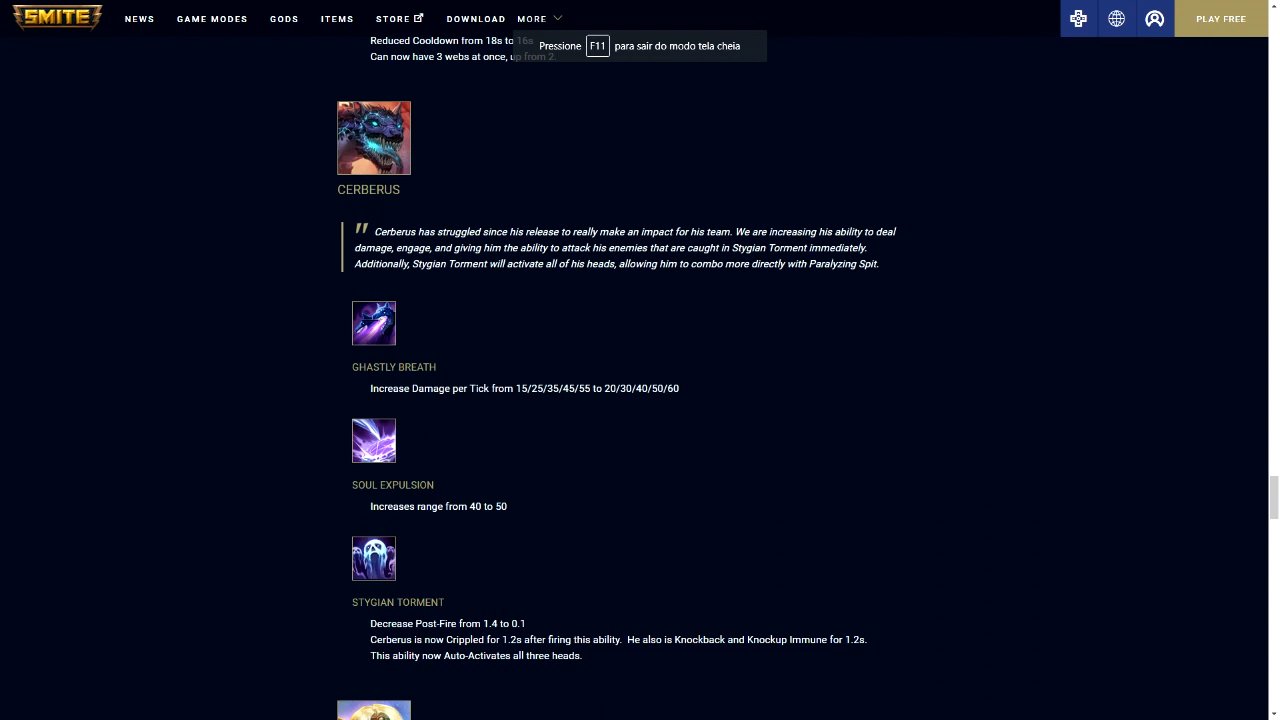 SMITE NEWS GAME MODES GODS ITEMS STORE DOWNLOAD MORE PLAY FREE
Reduced Cooldown from 18s to 16s
Pressione F11 para sair do modo tela cheia
Can now have 3 webs at once, up from 2.
CERBERUS
" Cerberus has struggled since his release to really make an impact for his team. We are increasing his ability to deal
damage, engage, and giving him the ability to attack his enemies that are caught in Stygian Torment immediately.
Additionally, Stygian Torment will activate all of his heads, allowing him to combo more directly with Paralyzing Spit.
GHASTLY BREATH
Increase Damage per Tick from 15/25/35/45/55 to 20/30/40/50/60
SOUL EXPULSION
Increases range from 40 to 50
STYGIAN TORMENT
Decrease Post-Fire from 1.4 to 0.1
Cerberus is now Crippled for 1.2s after firing this ability.  He also is Knockback and Knockup Immune for 1.2s.
This ability now Auto-Activates all three heads.